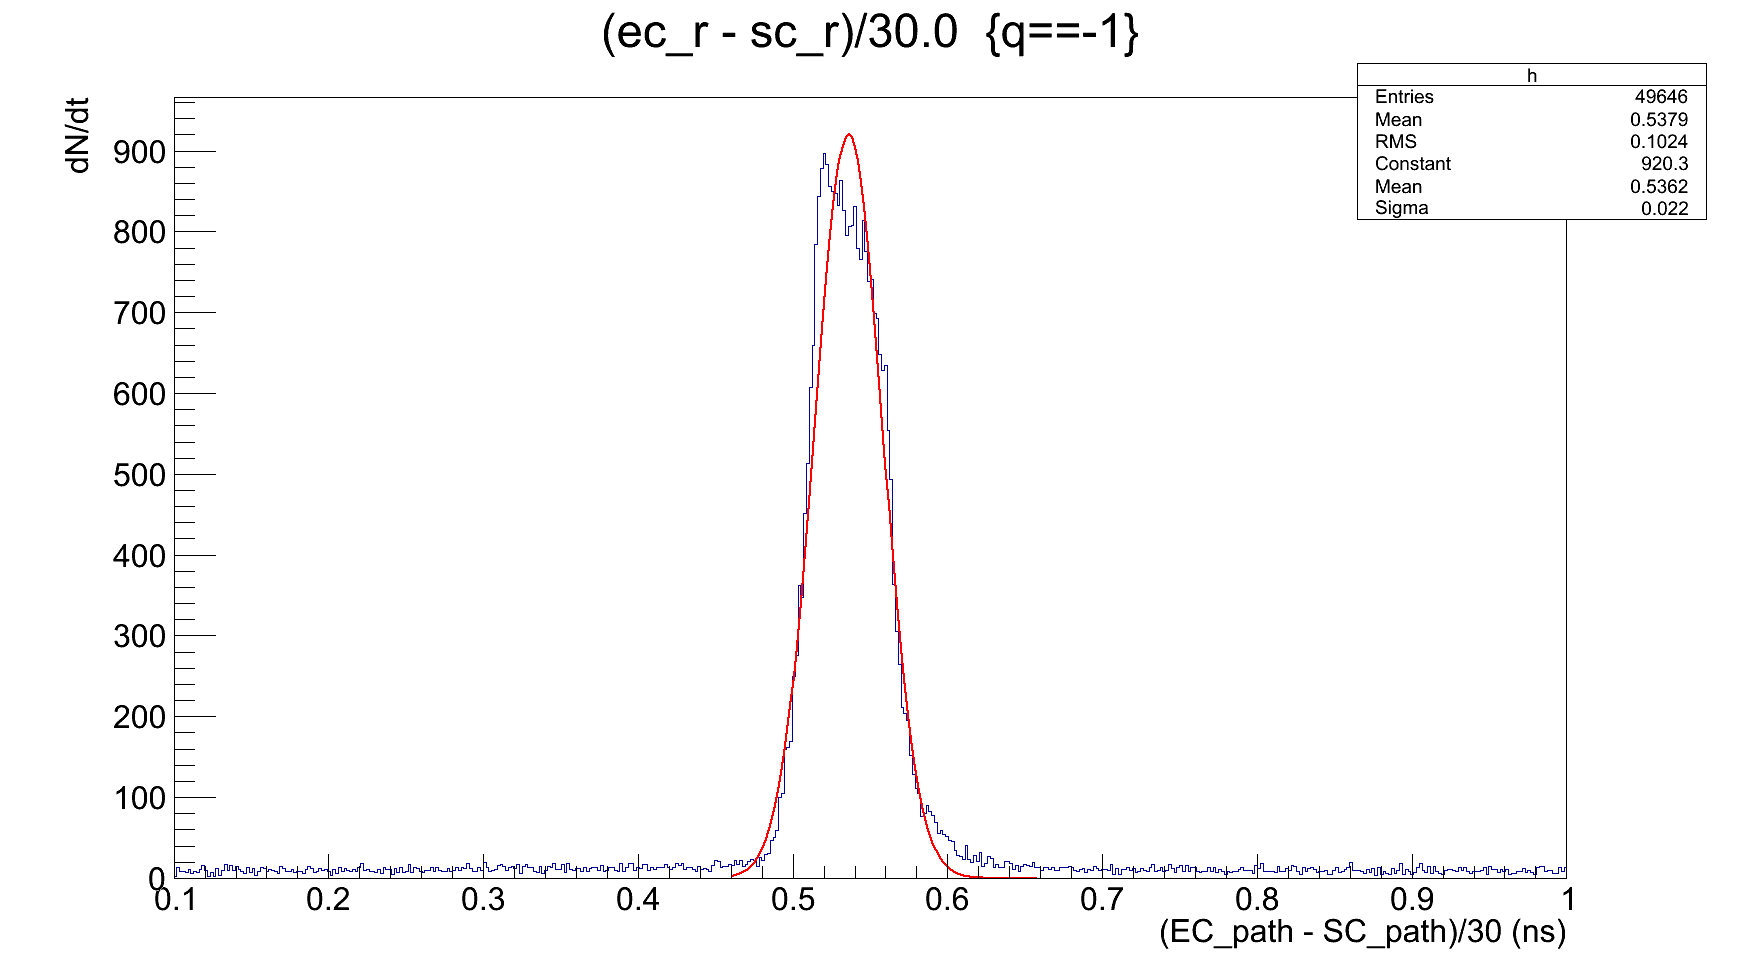 (ec_r - sc_r)/30.0 {q==-1}
h
Entries 49646
Mean 0.5379
RMS 0.1024
Constant 920.3
Mean 0.5362
Sigma 0.022
dN/dt
900
800
700
600
500
400
300
200
100
0
0.1 0.2 0.3 0.4 0.5 0.6 0.7 0.8 0.9 1
(EC_path - SC_path)/30 (ns)